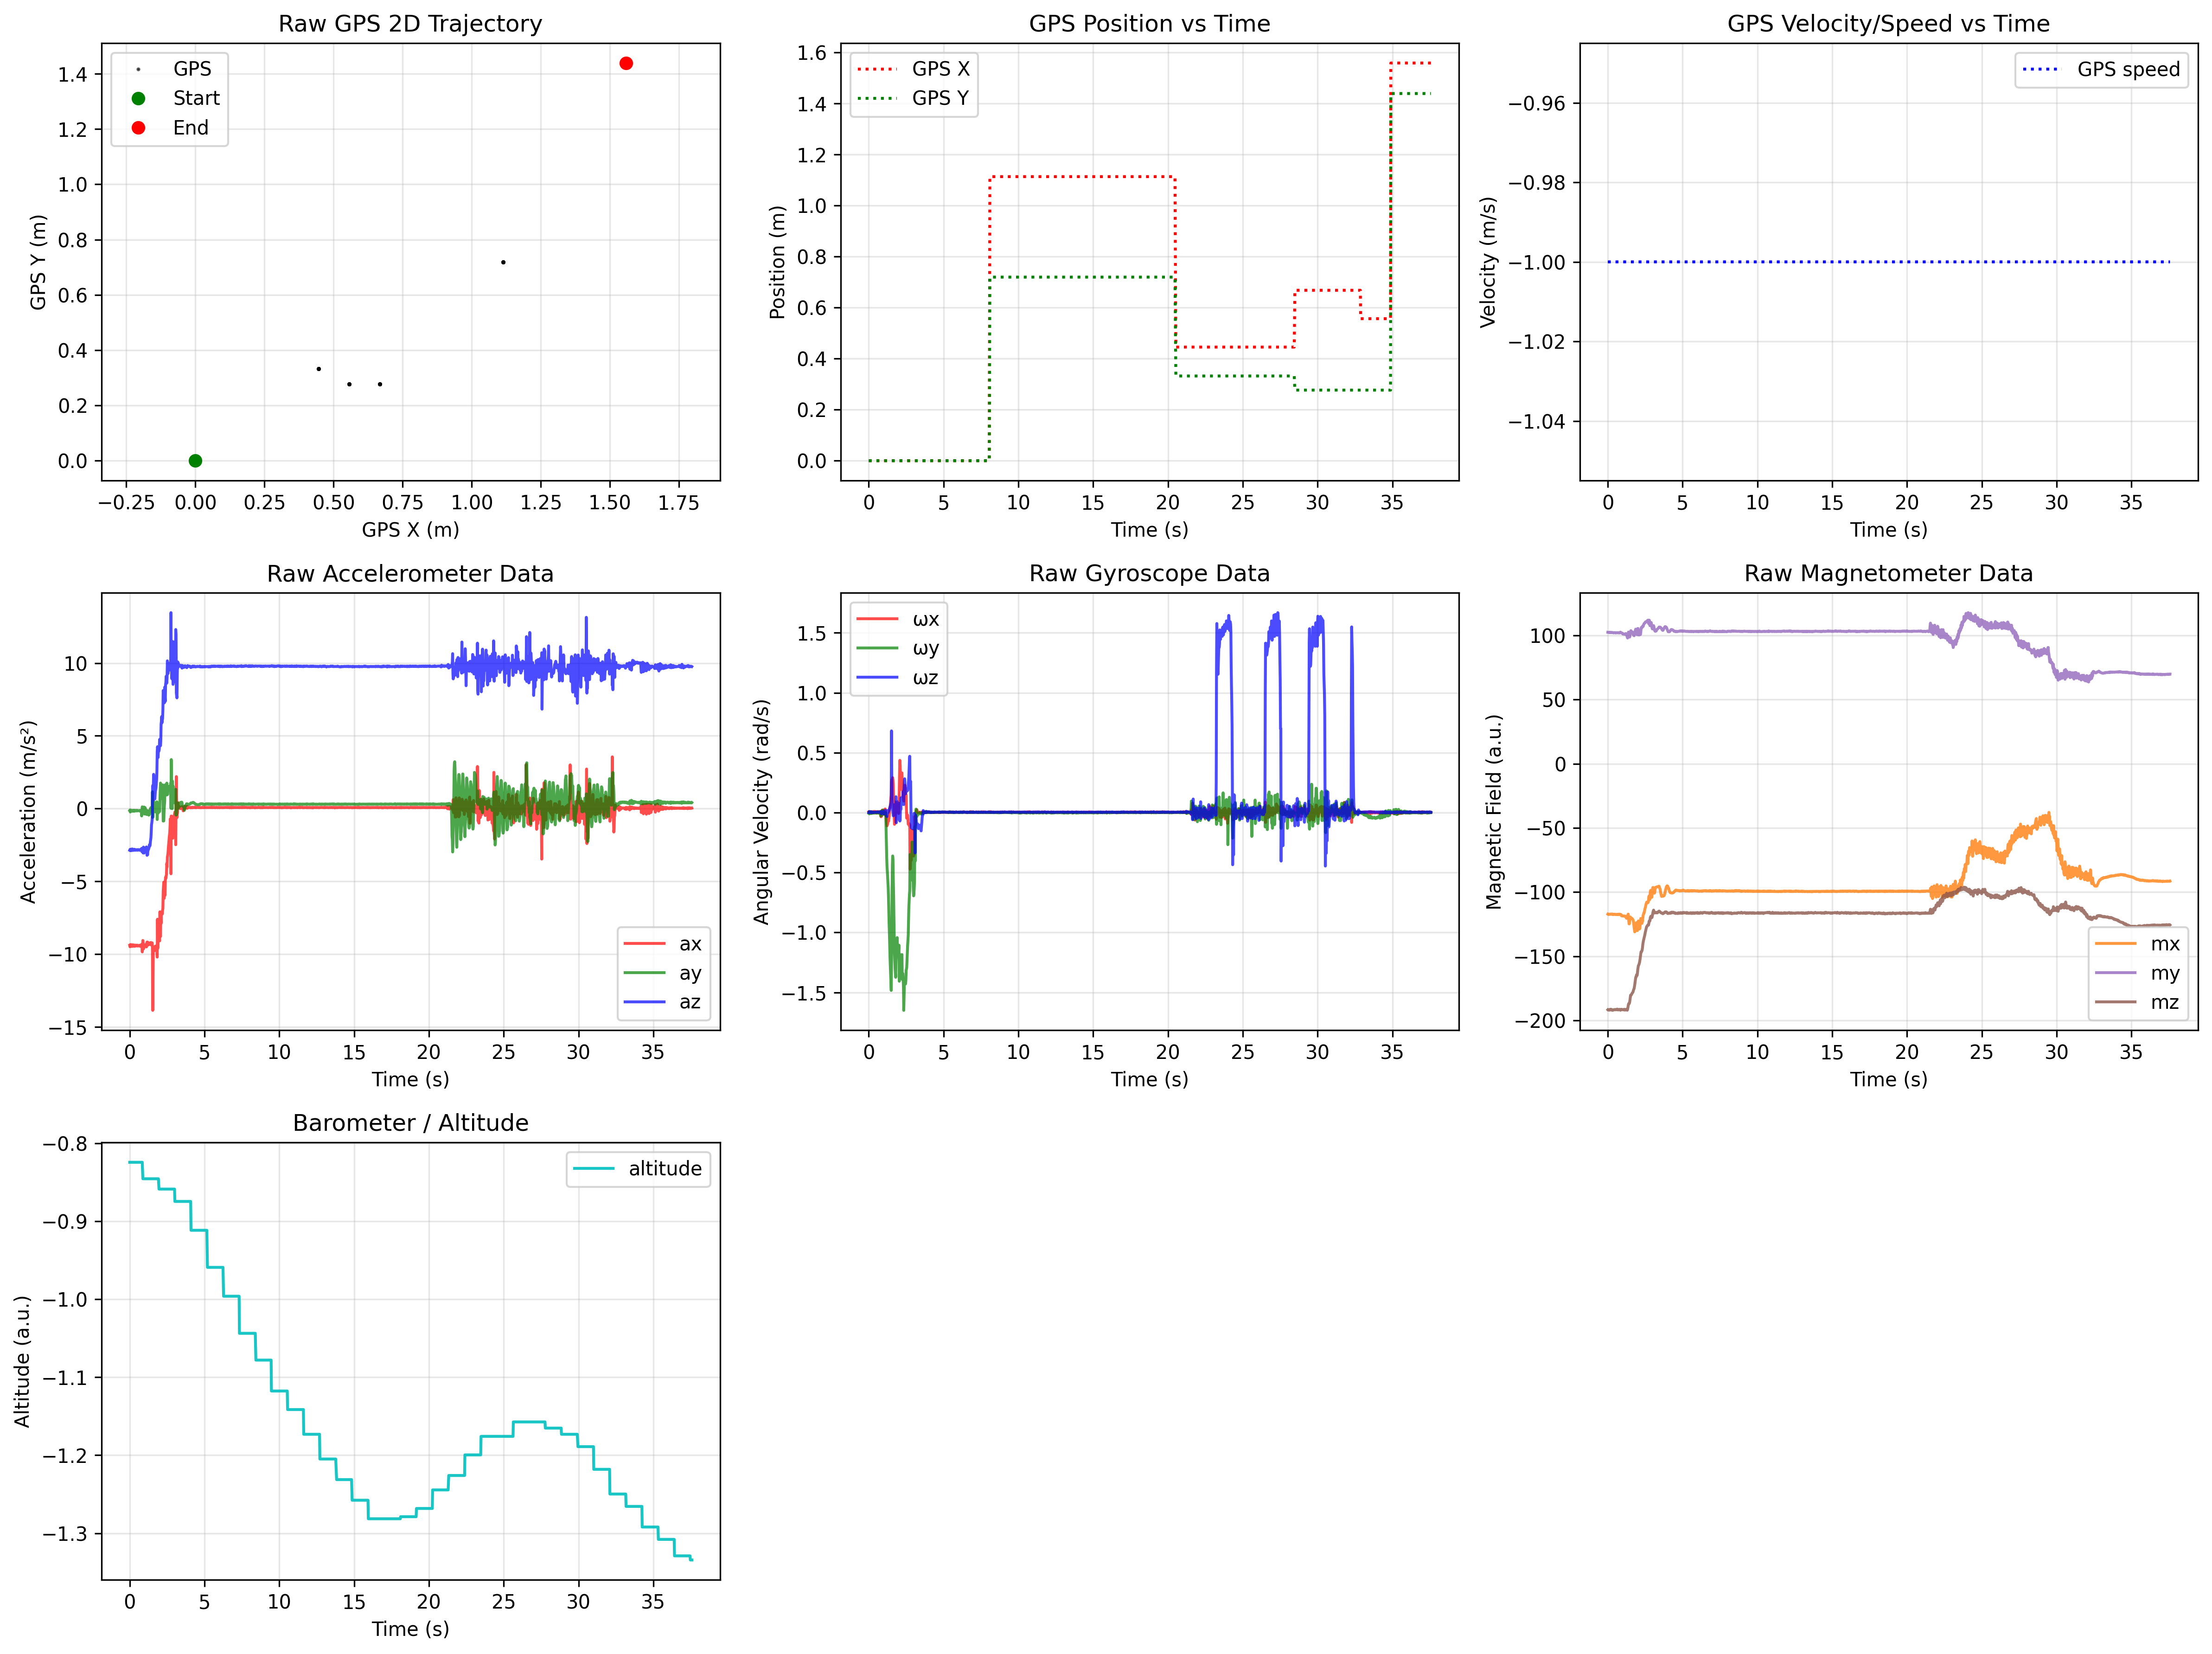 Raw GPS 2D Trajectory
GPS Y (m)
1.4
1.2
1.0
0.8
0.6
0.4
0.2
0.0
GPS
Start
End
−0.25 0.00 0.25 0.50 0.75 1.00 1.25 1.50 1.75
GPS X (m)
GPS Position vs Time
Position (m)
1.6
1.4
1.2
1.0
0.8
0.6
0.4
0.2
0.0
GPS X
GPS Y
0 5 10 15 20 25 30 35
Time (s)
GPS Velocity/Speed vs Time
Velocity (m/s)
−0.96
−0.98
−1.00
−1.02
−1.04
GPS speed
0 5 10 15 20 25 30 35
Time (s)
Raw Accelerometer Data
Acceleration (m/s²)
10
5
0
−5
−10
−15
ax
ay
az
0 5 10 15 20 25 30 35
Time (s)
Raw Gyroscope Data
Angular Velocity (rad/s)
1.5
1.0
0.5
0.0
−0.5
−1.0
−1.5
ωx
ωy
ωz
0 5 10 15 20 25 30 35
Time (s)
Raw Magnetometer Data
Magnetic Field (a.u.)
100
50
0
−50
−100
−150
−200
mx
my
mz
0 5 10 15 20 25 30 35
Time (s)
Barometer / Altitude
Altitude (a.u.)
−0.8
−0.9
−1.0
−1.1
−1.2
−1.3
altitude
0 5 10 15 20 25 30 35
Time (s)